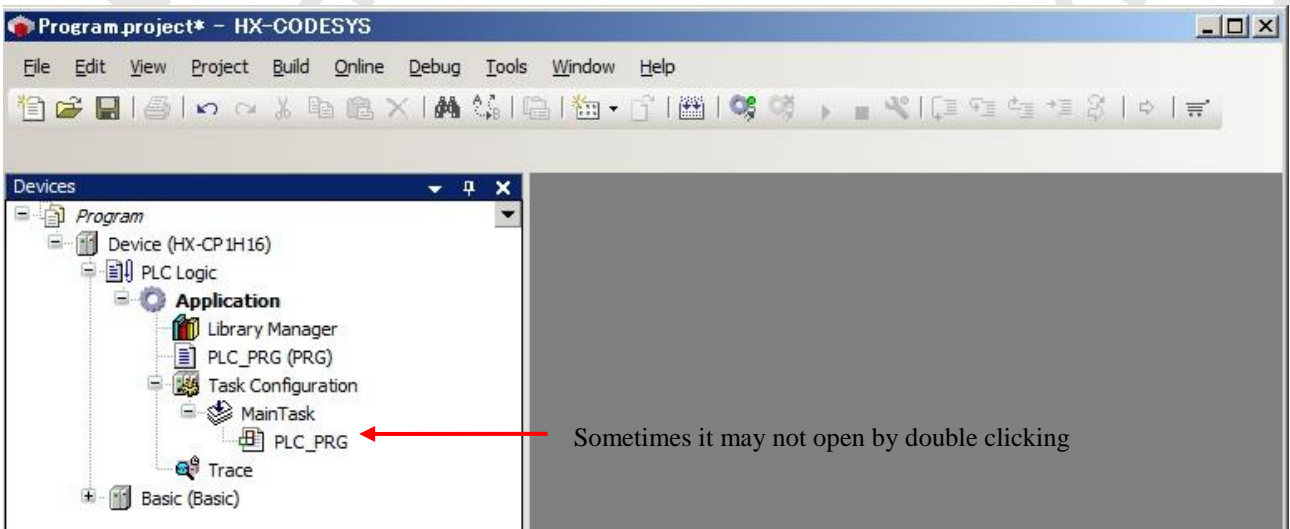 Program.project* - HX-CODESYS
File Edit View Project Build Online Debug Tools Window Help
Devices
Program
Device (HX-CP1H16)
PLC Logic
Application
Library Manager
PLC_PRG (PRG)
Task Configuration
MainTask
PLC_PRG
Sometimes it may not open by double clicking
Trace
Basic (Basic)